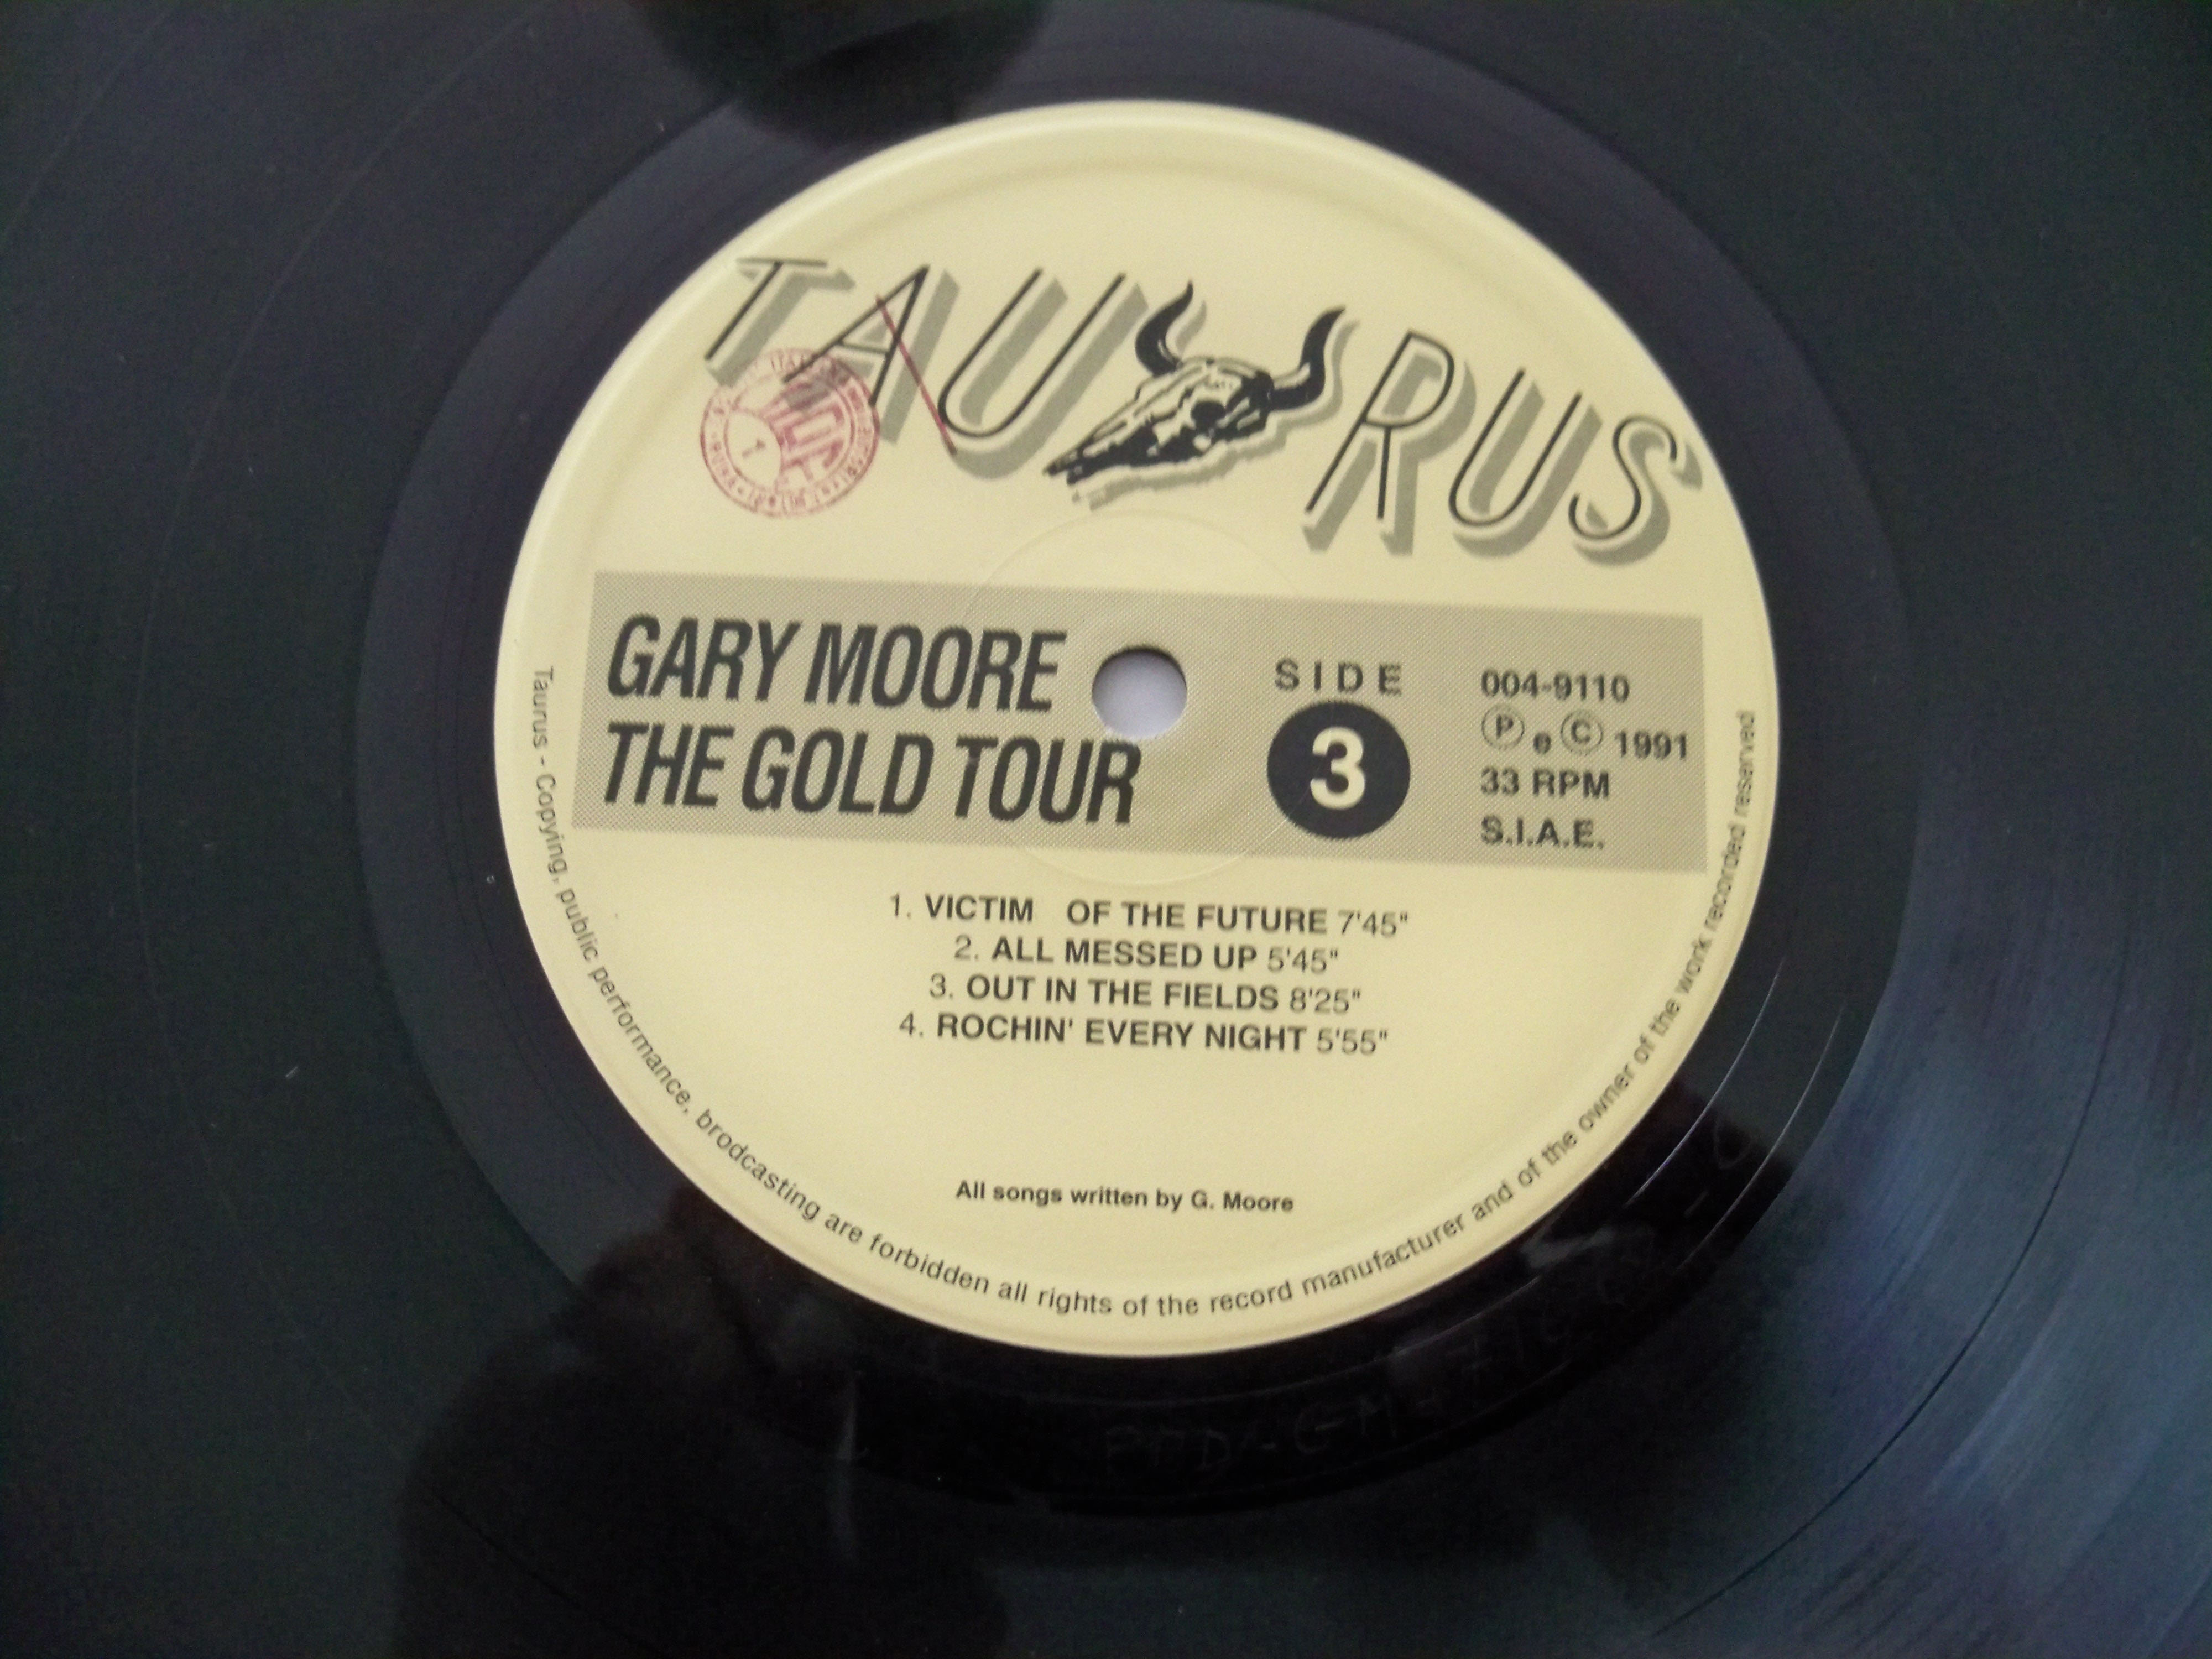 TAURUS
GARY MOORE
THE GOLD TOUR
SIDE
3
004-9110
Ⓟ e Ⓒ 1991
33 RPM
S.I.A.E.
1. VICTIM OF THE FUTURE 7'45"
2. ALL MESSED UP 5'45"
3. OUT IN THE FIELDS 8'25"
4. ROCHIN' EVERY NIGHT 5'55"
All songs written by G. Moore
Taurus - Copying, public performance, brodcasting are forbidden all rights of the record manufacturer and of the owner of the work recorded reserved